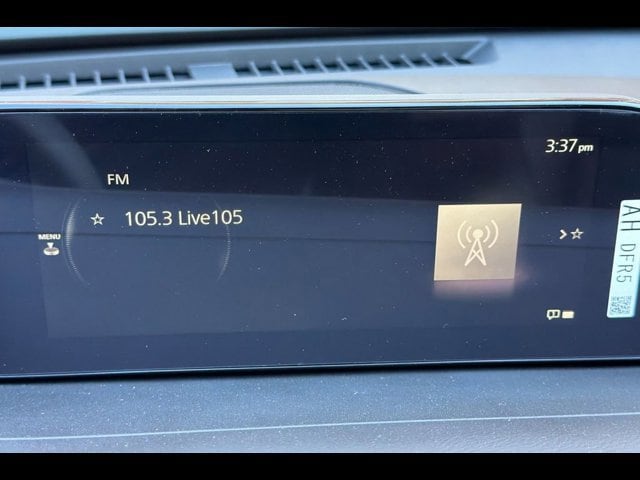 3:37pm
FM
105.3 Live105
MENU
AH DFR5